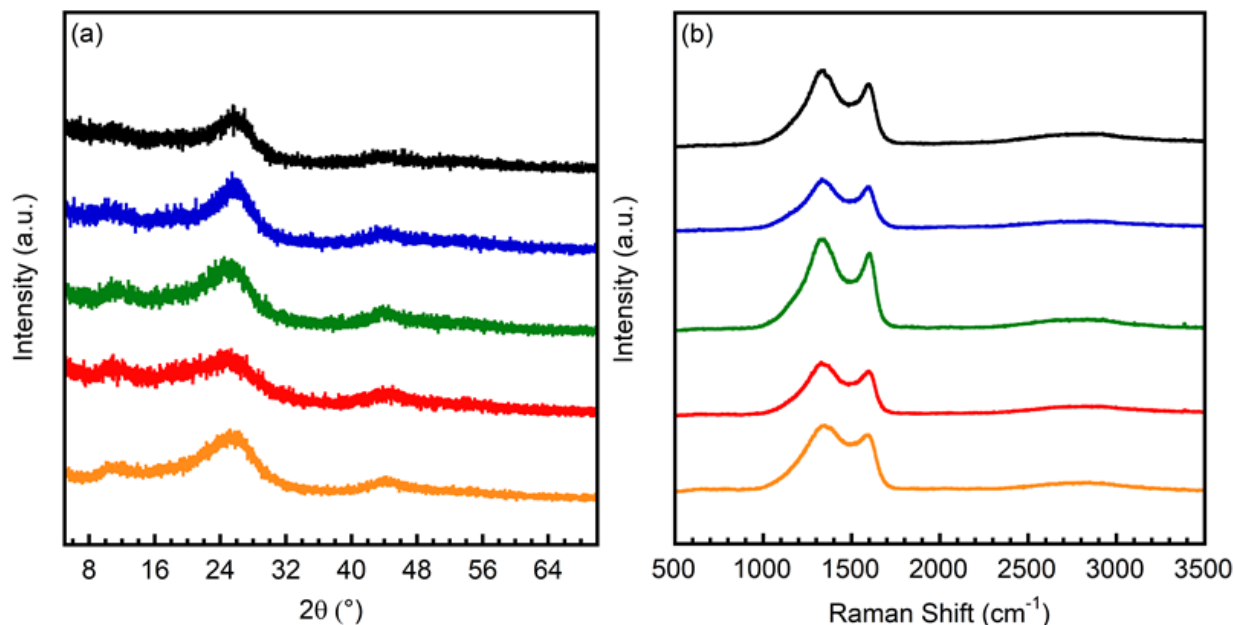 (a)
Intensity (a.u.)
8 16 24 32 40 48 56 64
2θ (°)
(b)
Intensity (a.u.)
500 1000 1500 2000 2500 3000 3500
Raman Shift (cm⁻¹)